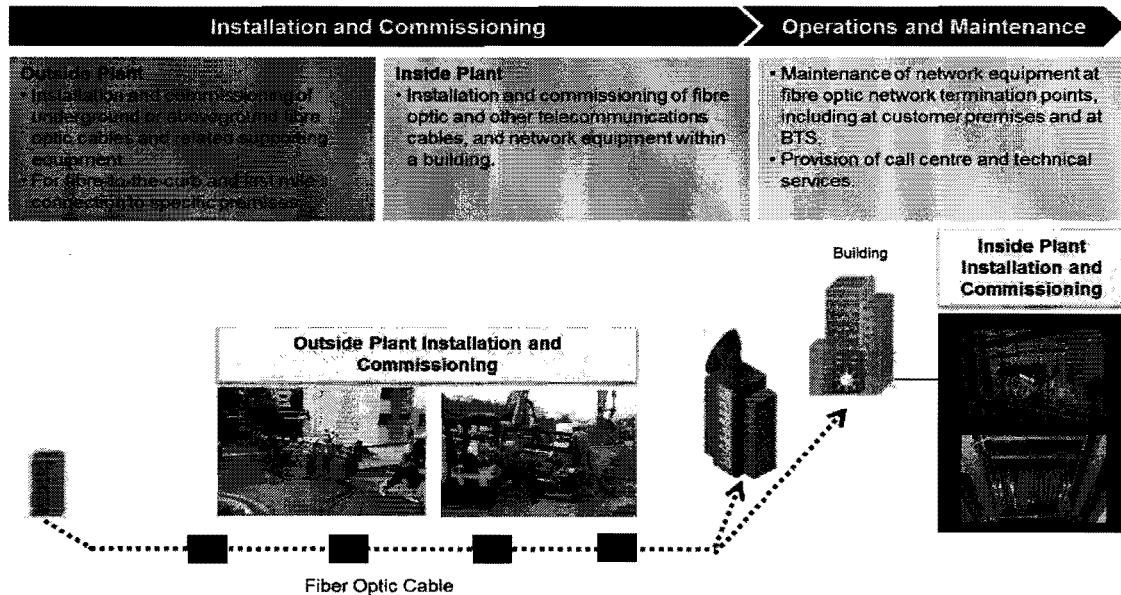 Installation and Commissioning
Operations and Maintenance
Outside Plant
• Installation and commissioning of
underground or aboveground fibre
optic cables and related supporting
equipment.
• For fibre-to-the-curb and last mile
connection to specific premises.
Inside Plant
• Installation and commissioning of fibre
optic and other telecommunications
cables, and network equipment within
a building.
• Maintenance of network equipment at
fibre optic network termination points,
including at customer premises and at
BTS.
• Provision of call centre and technical
services.
Building
Inside Plant
Installation and
Commissioning
Outside Plant Installation and
Commissioning
Fiber Optic Cable